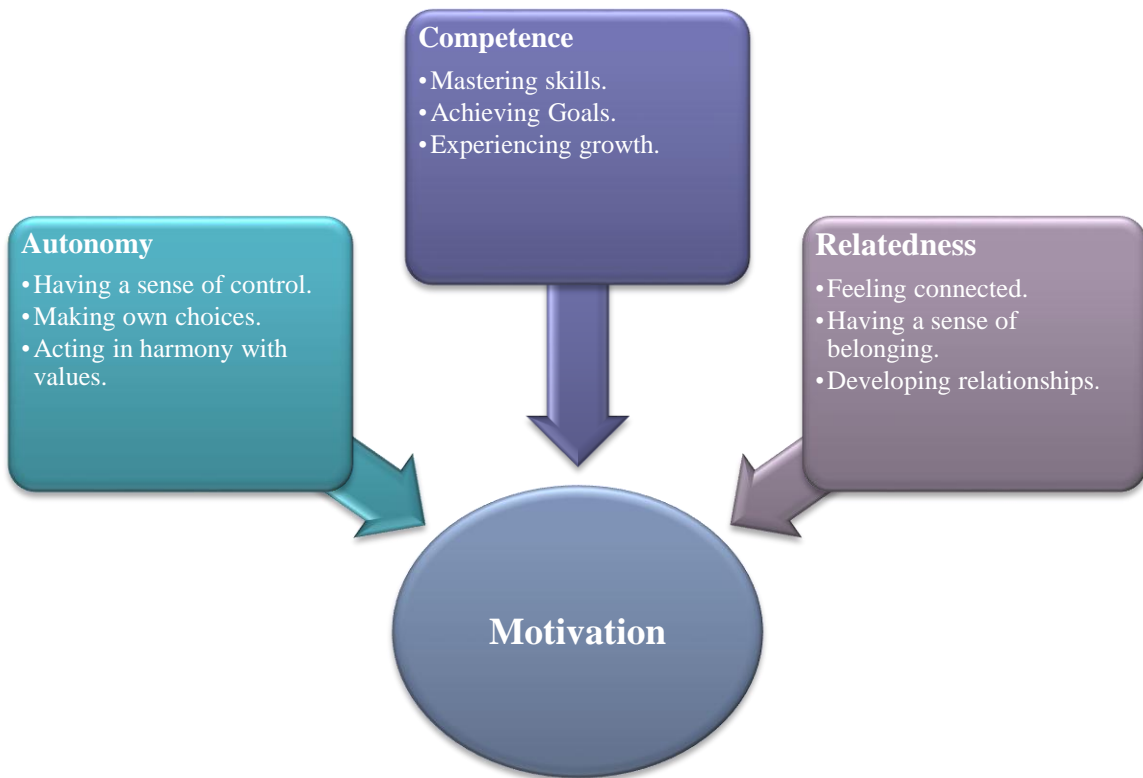 Competence
•Mastering skills.
•Achieving Goals.
•Experiencing growth.
Autonomy
•Having a sense of control.
•Making own choices.
•Acting in harmony with
values.
Relatedness
•Feeling connected.
•Having a sense of
belonging.
•Developing relationships.
Motivation